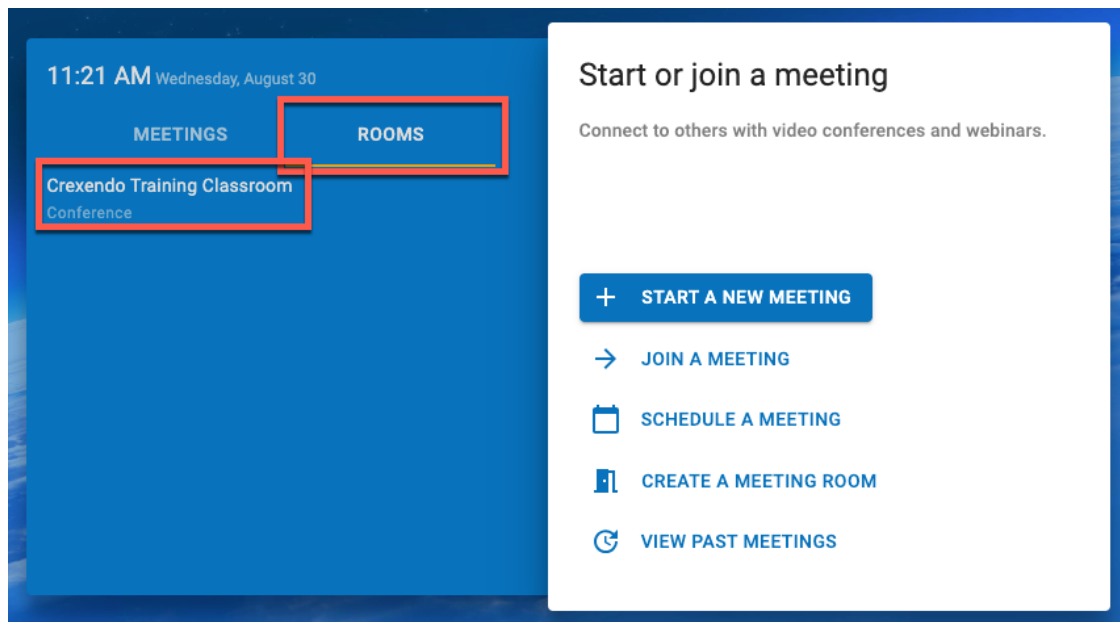 11:21 AM Wednesday, August 30
MEETINGS ROOMS
Crexendo Training Classroom
Conference
Start or join a meeting
Connect to others with video conferences and webinars.
START A NEW MEETING
JOIN A MEETING
SCHEDULE A MEETING
CREATE A MEETING ROOM
VIEW PAST MEETINGS